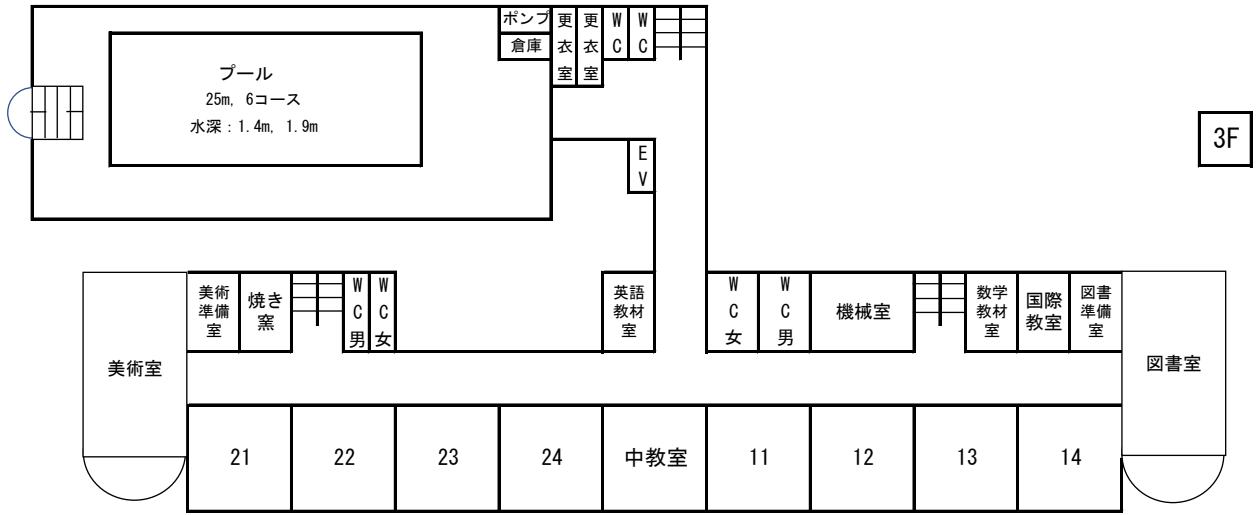 ポンプ
倉庫
更衣室
更衣室
WC
WC
プール
25m, 6コース
水深：1.4m, 1.9m
EV
3F
美術
準備
室
焼き
窯
WC男
WC女
英語
教材
室
WC女
WC男
機械室
数学
教材
室
国際
教室
図書
準備
室
美術室
図書室
21
22
23
24
中教室
11
12
13
14